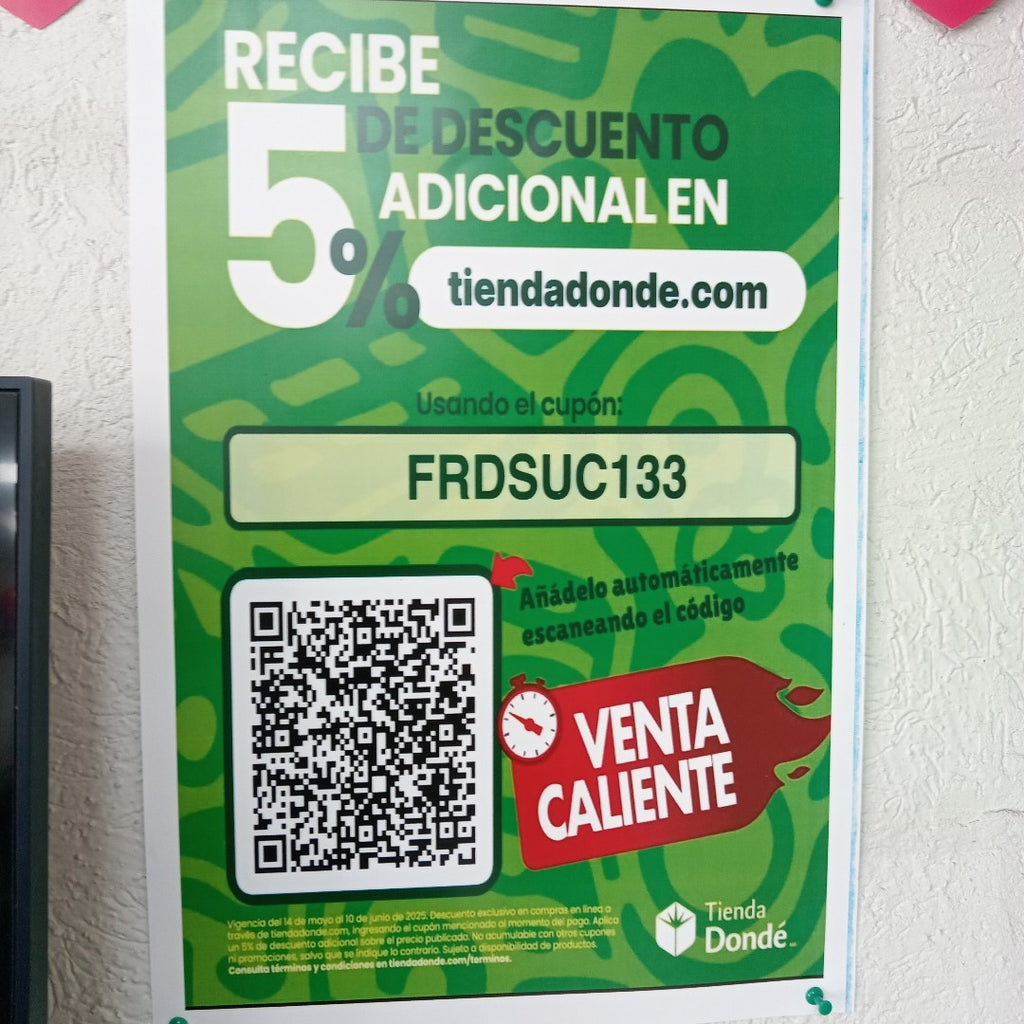 RECIBE
5%
DE DESCUENTO
ADICIONAL EN
tiendadonde.com
Usando el cupón:
FRDSUC133
Añádelo automáticamente
escaneando el código
VENTA
CALIENTE
Vigencia del 14 de mayo al 10 de junio de 2025. Descuento exclusivo en compras en línea a
través de tiendadonde.com, ingresando el cupón mencionado al momento del pago. Aplica
un 5% de descuento adicional sobre el precio publicado. No acumulable con otros cupones
ni promociones, salvo que se indique lo contrario. Sujeto a disponibilidad de productos.
Consulta términos y condiciones en tiendadonde.com/terminos.
Tienda
Dondé